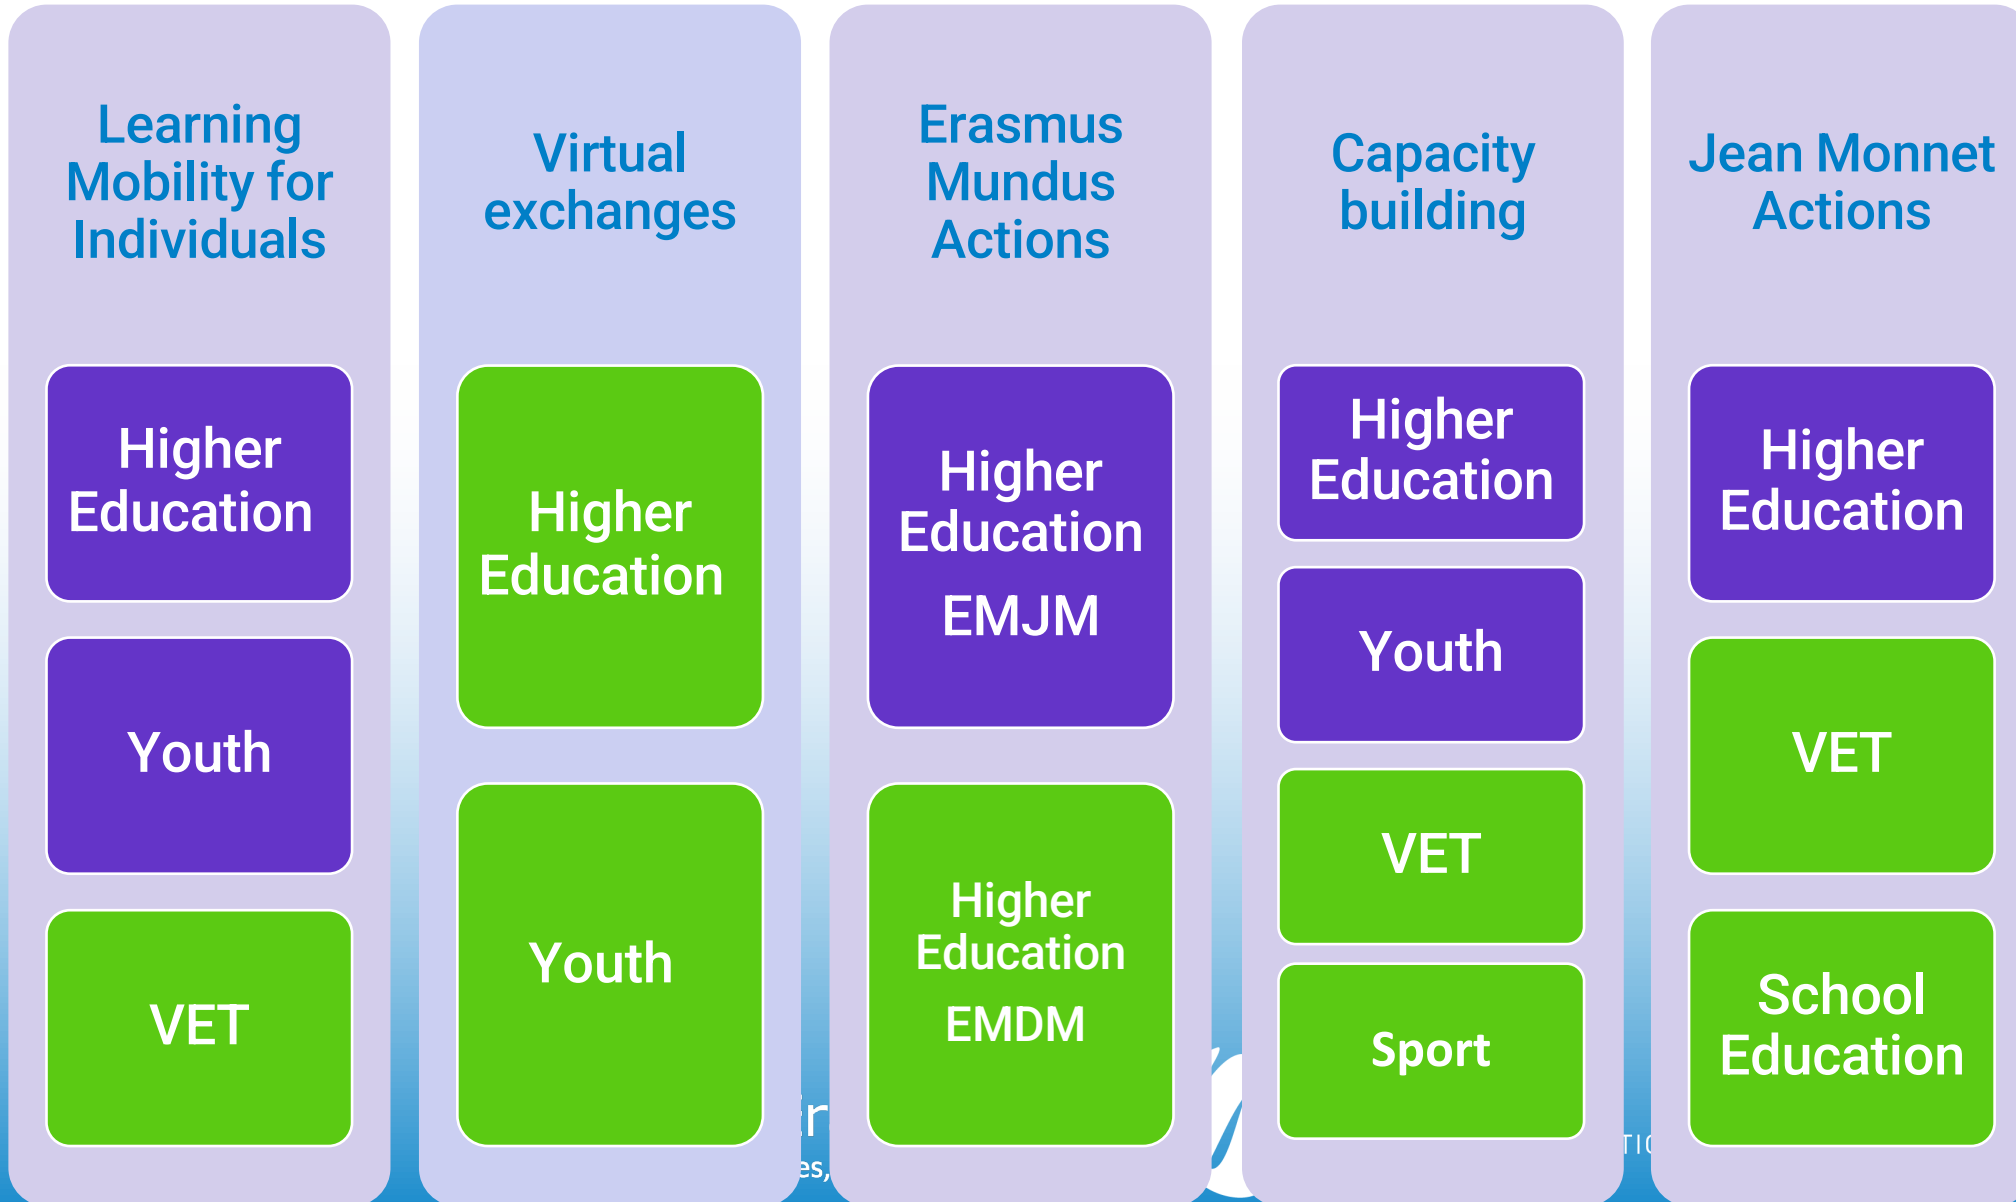 Learning
Mobility for
Individuals
Higher
Education
Youth
VET
Virtual
exchanges
Higher
Education
Youth
Erasmus
Mundus
Actions
Higher
Education
EMJM
Higher
Education
EMDM
Capacity
building
Higher
Education
Youth
VET
Sport
Jean Monnet
Actions
Higher
Education
VET
School
Education